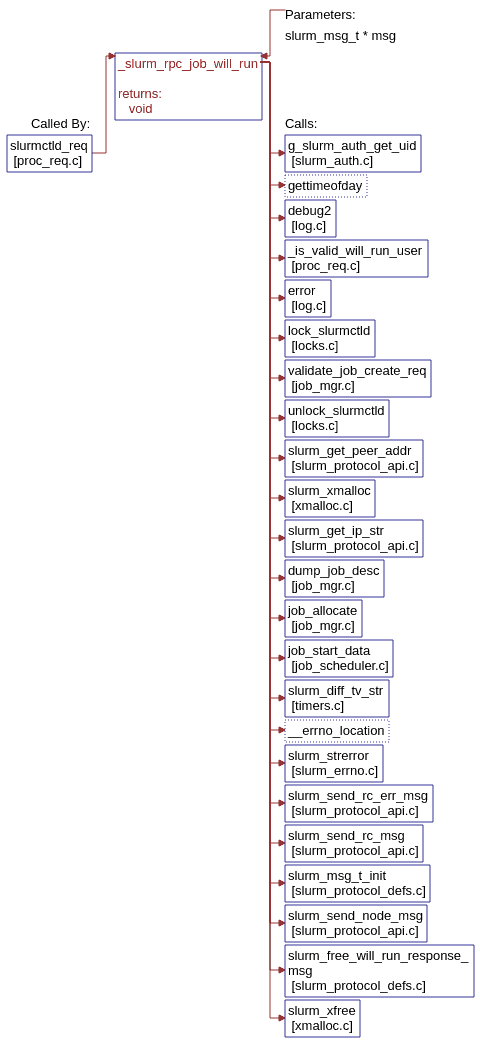 Parameters:
slurm_msg_t * msg
_slurm_rpc_job_will_run
returns:
void
Called By:
slurmctld_req
[proc_req.c]
Calls:
g_slurm_auth_get_uid
[slurm_auth.c]
gettimeofday
debug2
[log.c]
_is_valid_will_run_user
[proc_req.c]
error
[log.c]
lock_slurmctld
[locks.c]
validate_job_create_req
[job_mgr.c]
unlock_slurmctld
[locks.c]
slurm_get_peer_addr
[slurm_protocol_api.c]
slurm_xmalloc
[xmalloc.c]
slurm_get_ip_str
[slurm_protocol_api.c]
dump_job_desc
[job_mgr.c]
job_allocate
[job_mgr.c]
job_start_data
[job_scheduler.c]
slurm_diff_tv_str
[timers.c]
__errno_location
slurm_strerror
[slurm_errno.c]
slurm_send_rc_err_msg
[slurm_protocol_api.c]
slurm_send_rc_msg
[slurm_protocol_api.c]
slurm_msg_t_init
[slurm_protocol_defs.c]
slurm_send_node_msg
[slurm_protocol_api.c]
slurm_free_will_run_response_
msg
[slurm_protocol_defs.c]
slurm_xfree
[xmalloc.c]